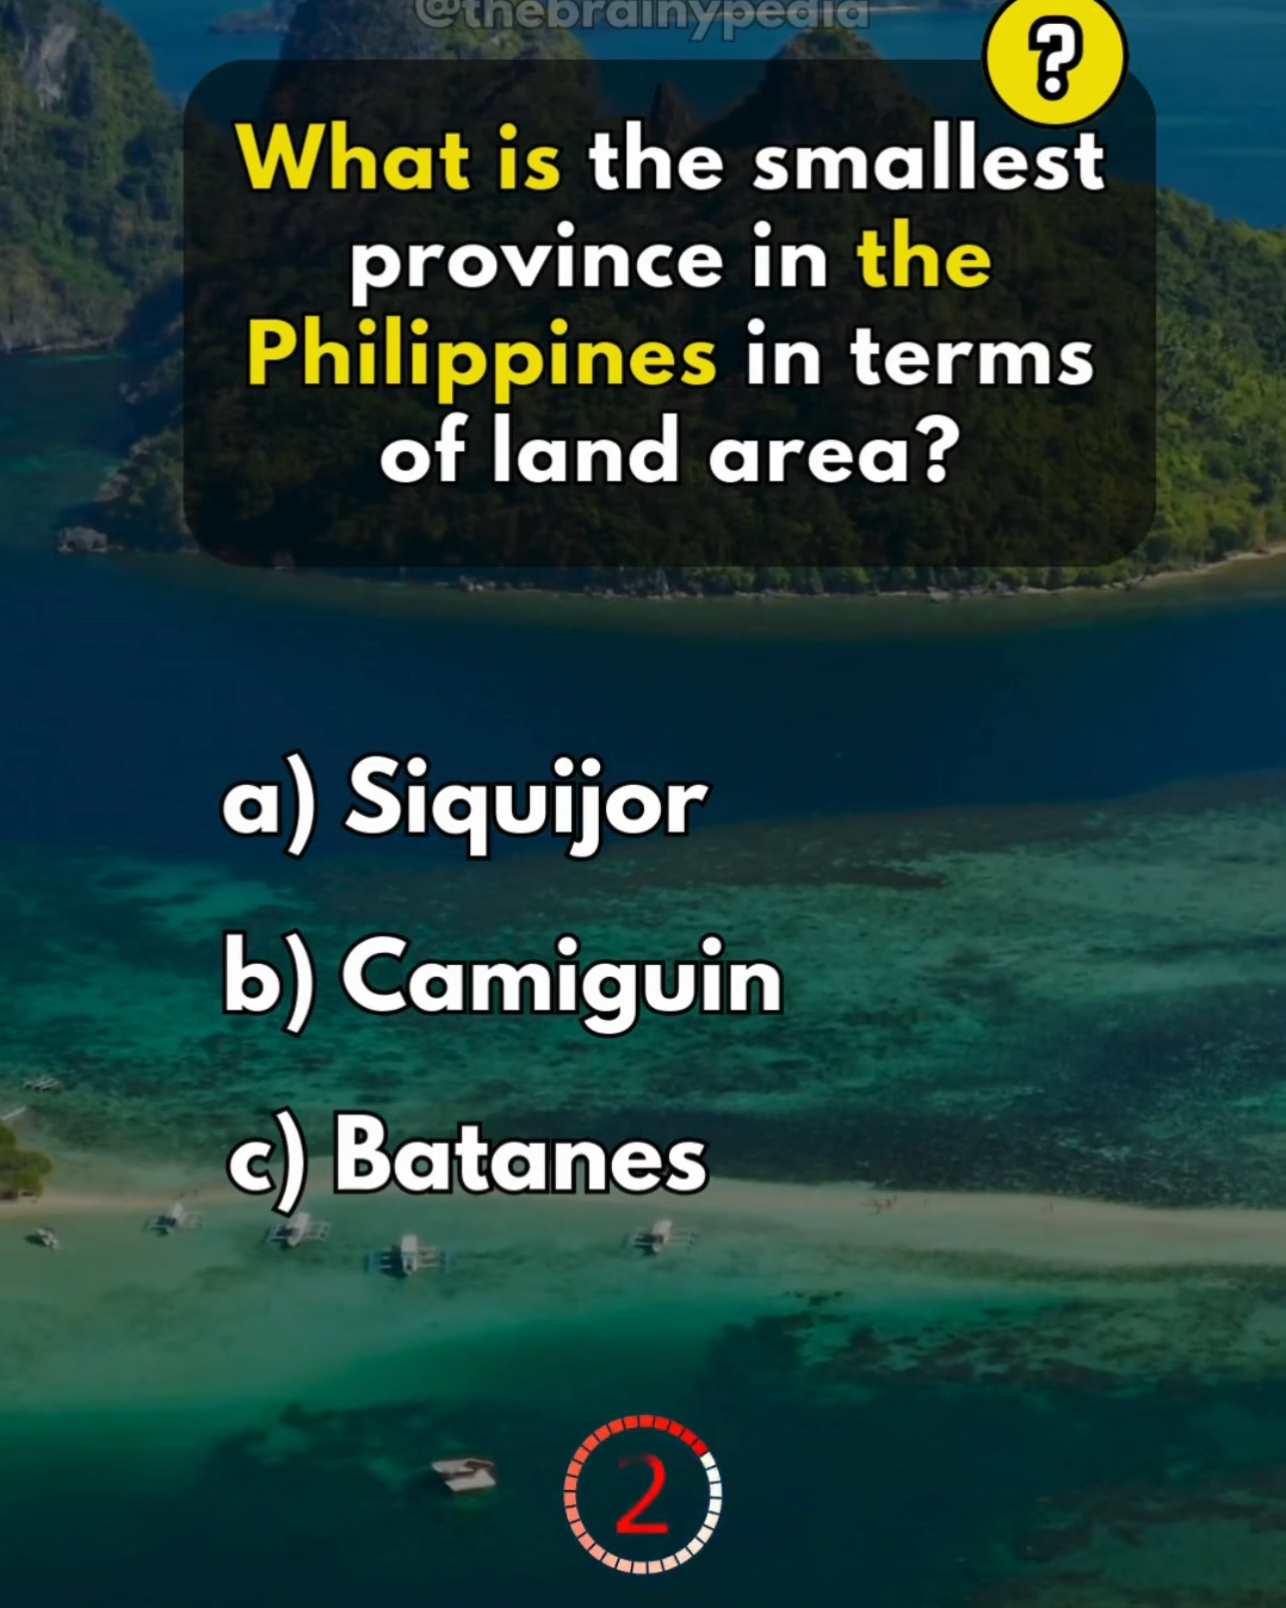 @thebrainypedia
?
What is the smallest
province in the
Philippines in terms
of land area?
a) Siquijor
b) Camiguin
c) Batanes
2